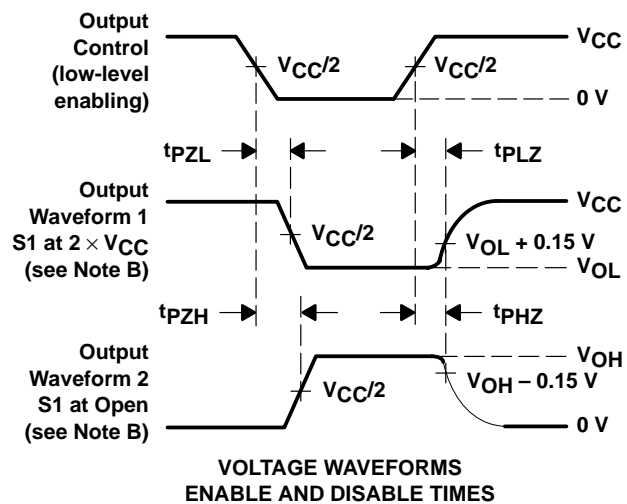 Output
Control
(low-level
enabling)
VCC/2
VCC/2
VCC
0 V
tPZL
tPLZ
Output
Waveform 1
S1 at 2 × VCC
(see Note B)
VCC/2
VCC
VOL + 0.15 V
VOL
tPZH
tPHZ
Output
Waveform 2
S1 at Open
(see Note B)
VCC/2
VOH
VOH – 0.15 V
0 V
VOLTAGE WAVEFORMS
ENABLE AND DISABLE TIMES